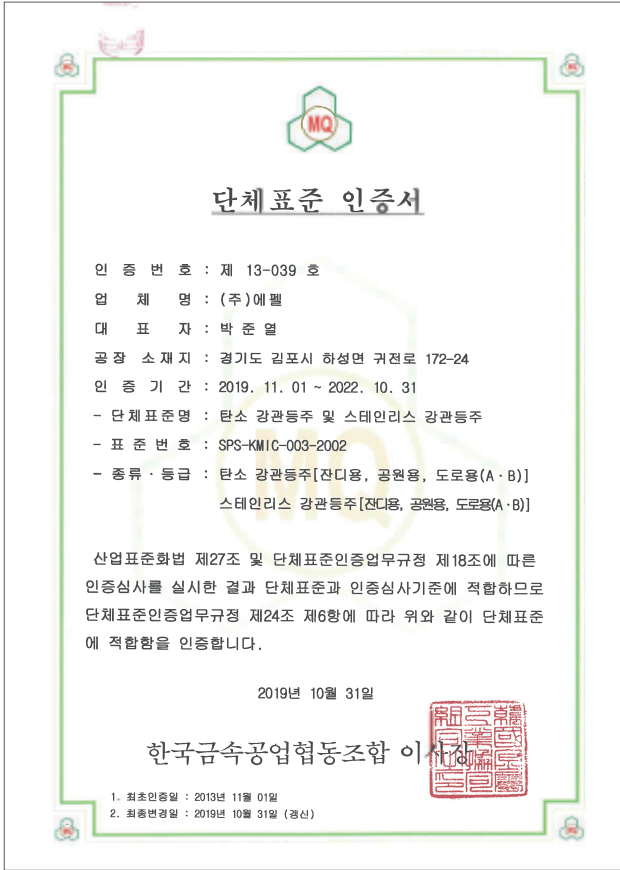 MQ
단체표준 인증서
인 증 번 호 : 제 13-039 호
업 체 명 : (주)에펠
대 표 자 : 박 준 열
공장 소재지 : 경기도 김포시 하성면 귀전로 172-24
인 증 기 간 : 2019. 11. 01 ~ 2022. 10. 31
- 단체표준명 : 탄소 강관등주 및 스테인리스 강관등주
- 표 준 번 호 : SPS-KMIC-003-2002
- 종류 · 등급 : 탄소 강관등주[잔디용, 공원용, 도로용(A · B)]
스테인리스 강관등주[잔디용, 공원용, 도로용(A · B)]
산업표준화법 제27조 및 단체표준인증업무규정 제18조에 따른
인증심사를 실시한 결과 단체표준과 인증심사기준에 적합하므로
단체표준인증업무규정 제24조 제6항에 따라 위와 같이 단체표준
에 적합함을 인증합니다.
2019년 10월 31일
한국금속공업협동조합 이사장
1. 최초인증일 : 2013년 11월 01일
2. 최종변경일 : 2019년 10월 31일 (갱신)